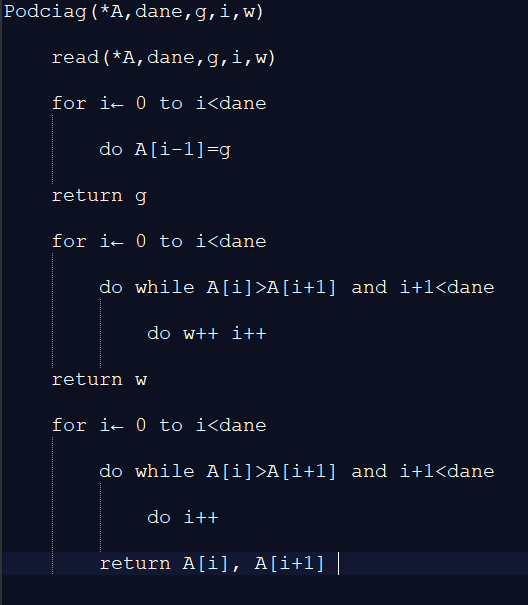 Podciag(*A,dane,g,i,w)
read(*A,dane,g,i,w)
for i← 0 to i<dane
do A[i-1]=g
return g
for i← 0 to i<dane
do while A[i]>A[i+1] and i+1<dane
do w++ i++
return w
for i← 0 to i<dane
do while A[i]>A[i+1] and i+1<dane
do i++
return A[i], A[i+1]